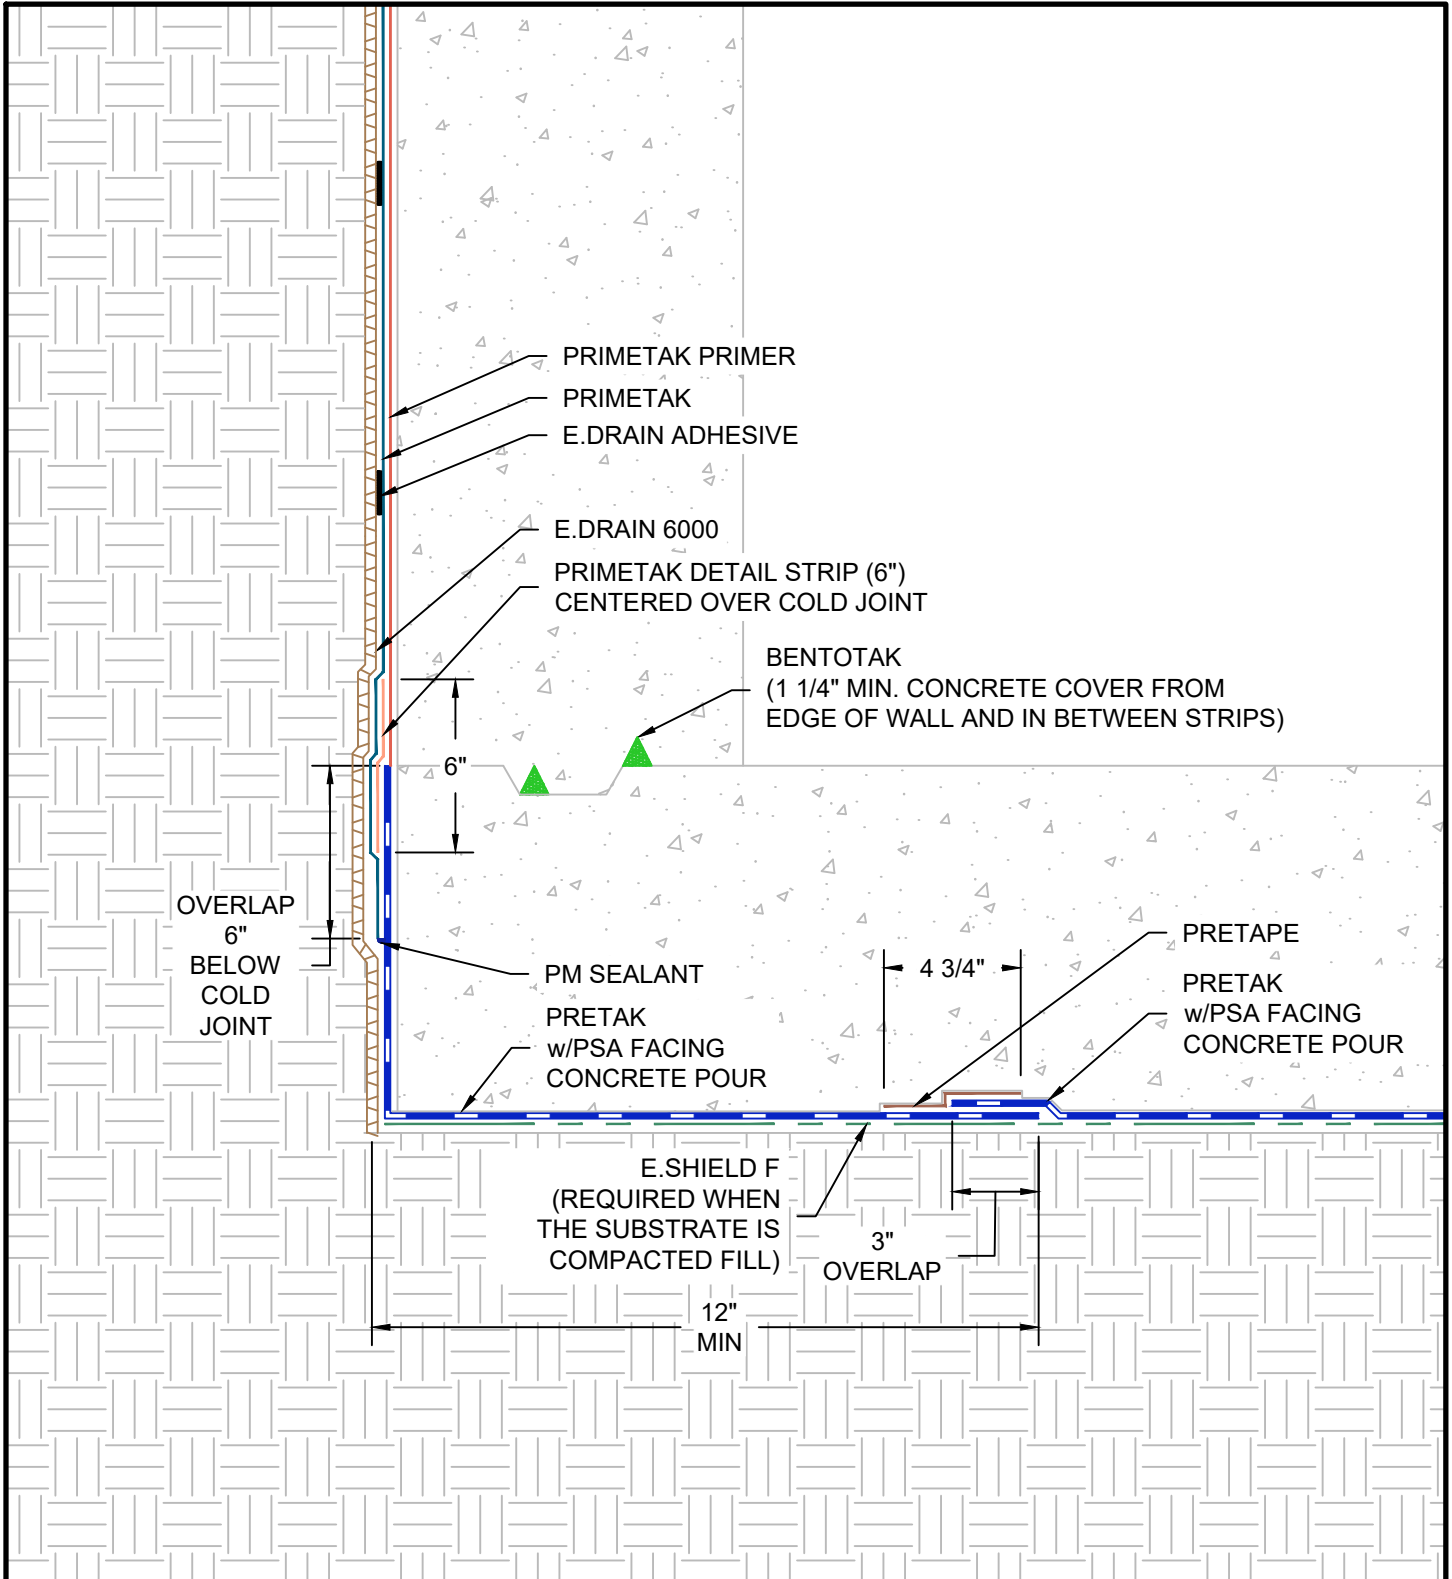 PRIMETAK PRIMER
PRIMETAK
E.DRAIN ADHESIVE
E.DRAIN 6000
PRIMETAK DETAIL STRIP (6")
CENTERED OVER COLD JOINT
BENTOTAK
(1 1/4" MIN. CONCRETE COVER FROM
EDGE OF WALL AND IN BETWEEN STRIPS)
6"
OVERLAP
6"
BELOW
COLD
JOINT
PM SEALANT
PRETAK
w/PSA FACING
CONCRETE POUR
4 3/4"
PRETAPE
PRETAK
w/PSA FACING
CONCRETE POUR
E.SHIELD F
(REQUIRED WHEN
THE SUBSTRATE IS
COMPACTED FILL)
3"
OVERLAP
12"
MIN